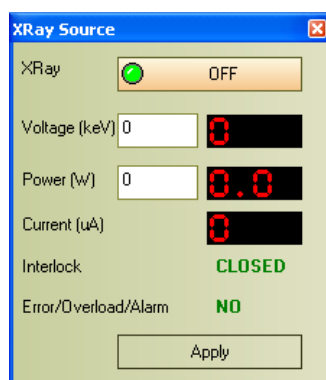 XRay Source
XRay OFF
Voltage (keV) 0 0
Power (W) 0 0.0
Current (uA) 0
Interlock CLOSED
Error/Overload/Alarm NO
Apply